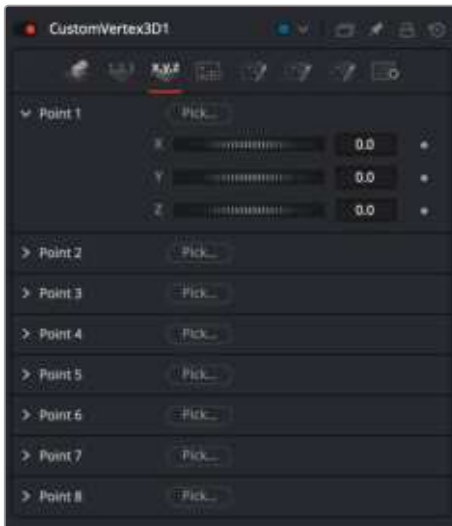 CustomVertex3D1
x,y,z
Point 1 Pick...
X 0.0
Y 0.0
Z 0.0
Point 2 Pick...
Point 3 Pick...
Point 4 Pick...
Point 5 Pick...
Point 6 Pick...
Point 7 Pick...
Point 8 Pick...